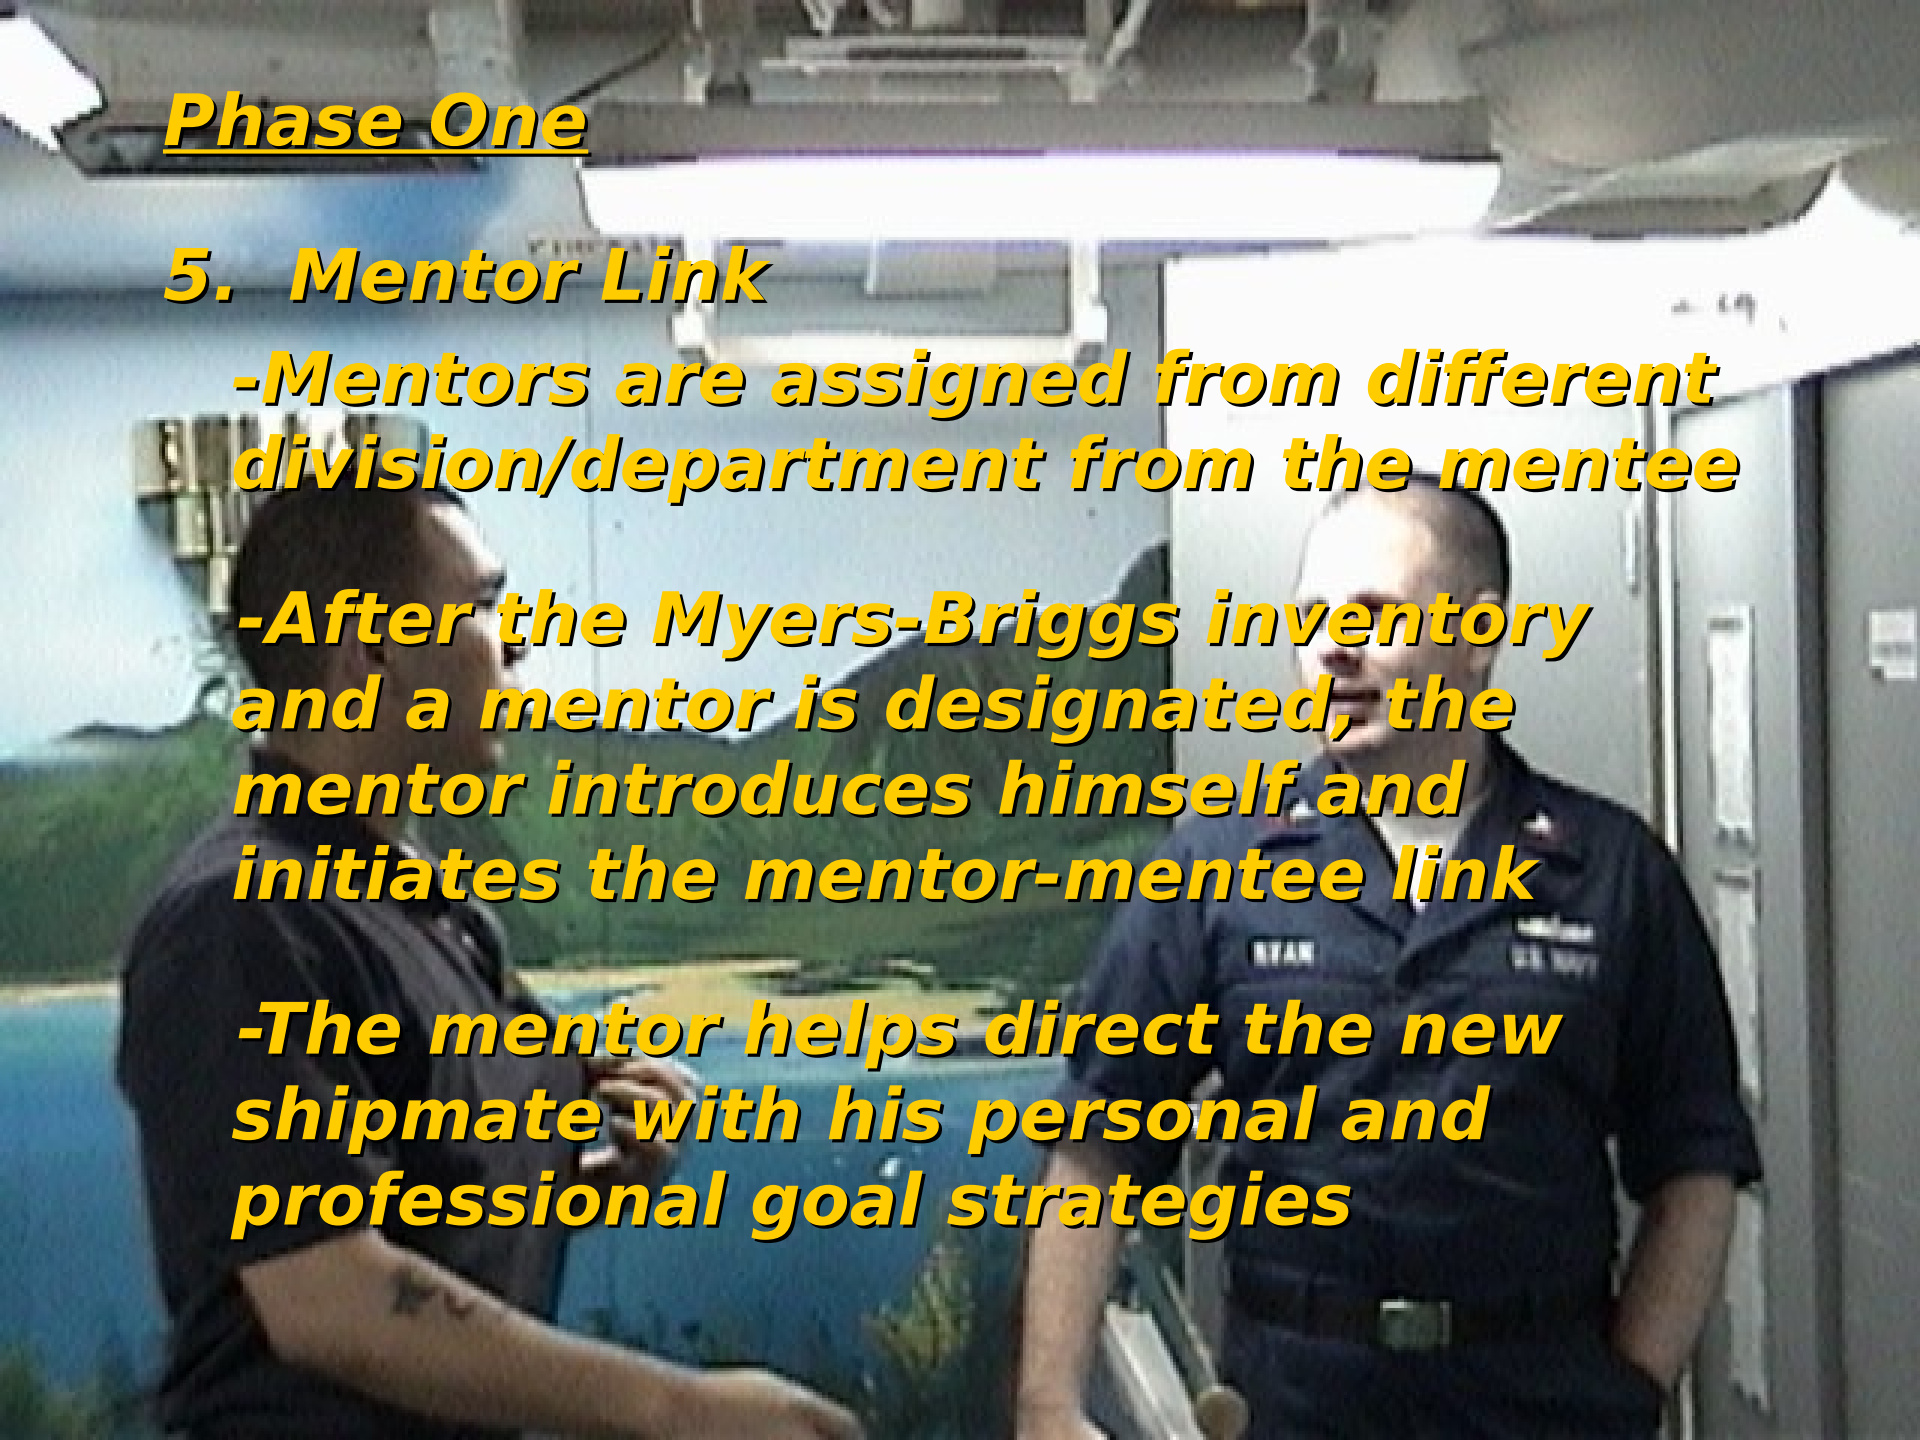 Phase One
5. Mentor Link
-Mentors are assigned from different
division/department from the mentee
-After the Myers-Briggs inventory
and a mentor is designated, the
mentor introduces himself and
initiates the mentor-mentee link
-The mentor helps direct the new
shipmate with his personal and
professional goal strategies
RYAN
U.S. NAVY